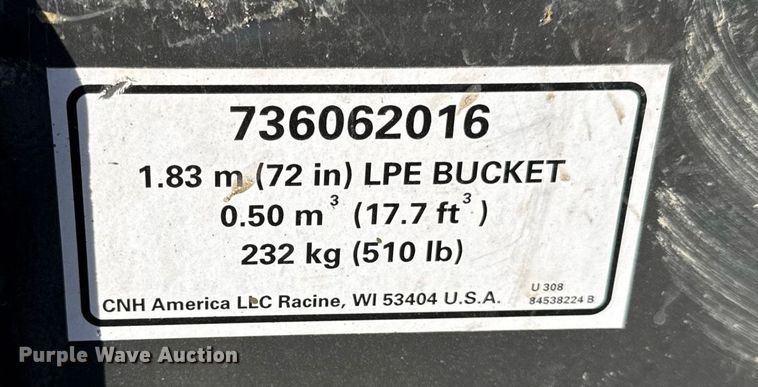 736062016
1.83 m (72 in) LPE BUCKET
0.50 m³ (17.7 ft³)
232 kg (510 lb)
U 308
CNH America LLC Racine, WI 53404 U.S.A. 84538224 B
Purple Wave Auction